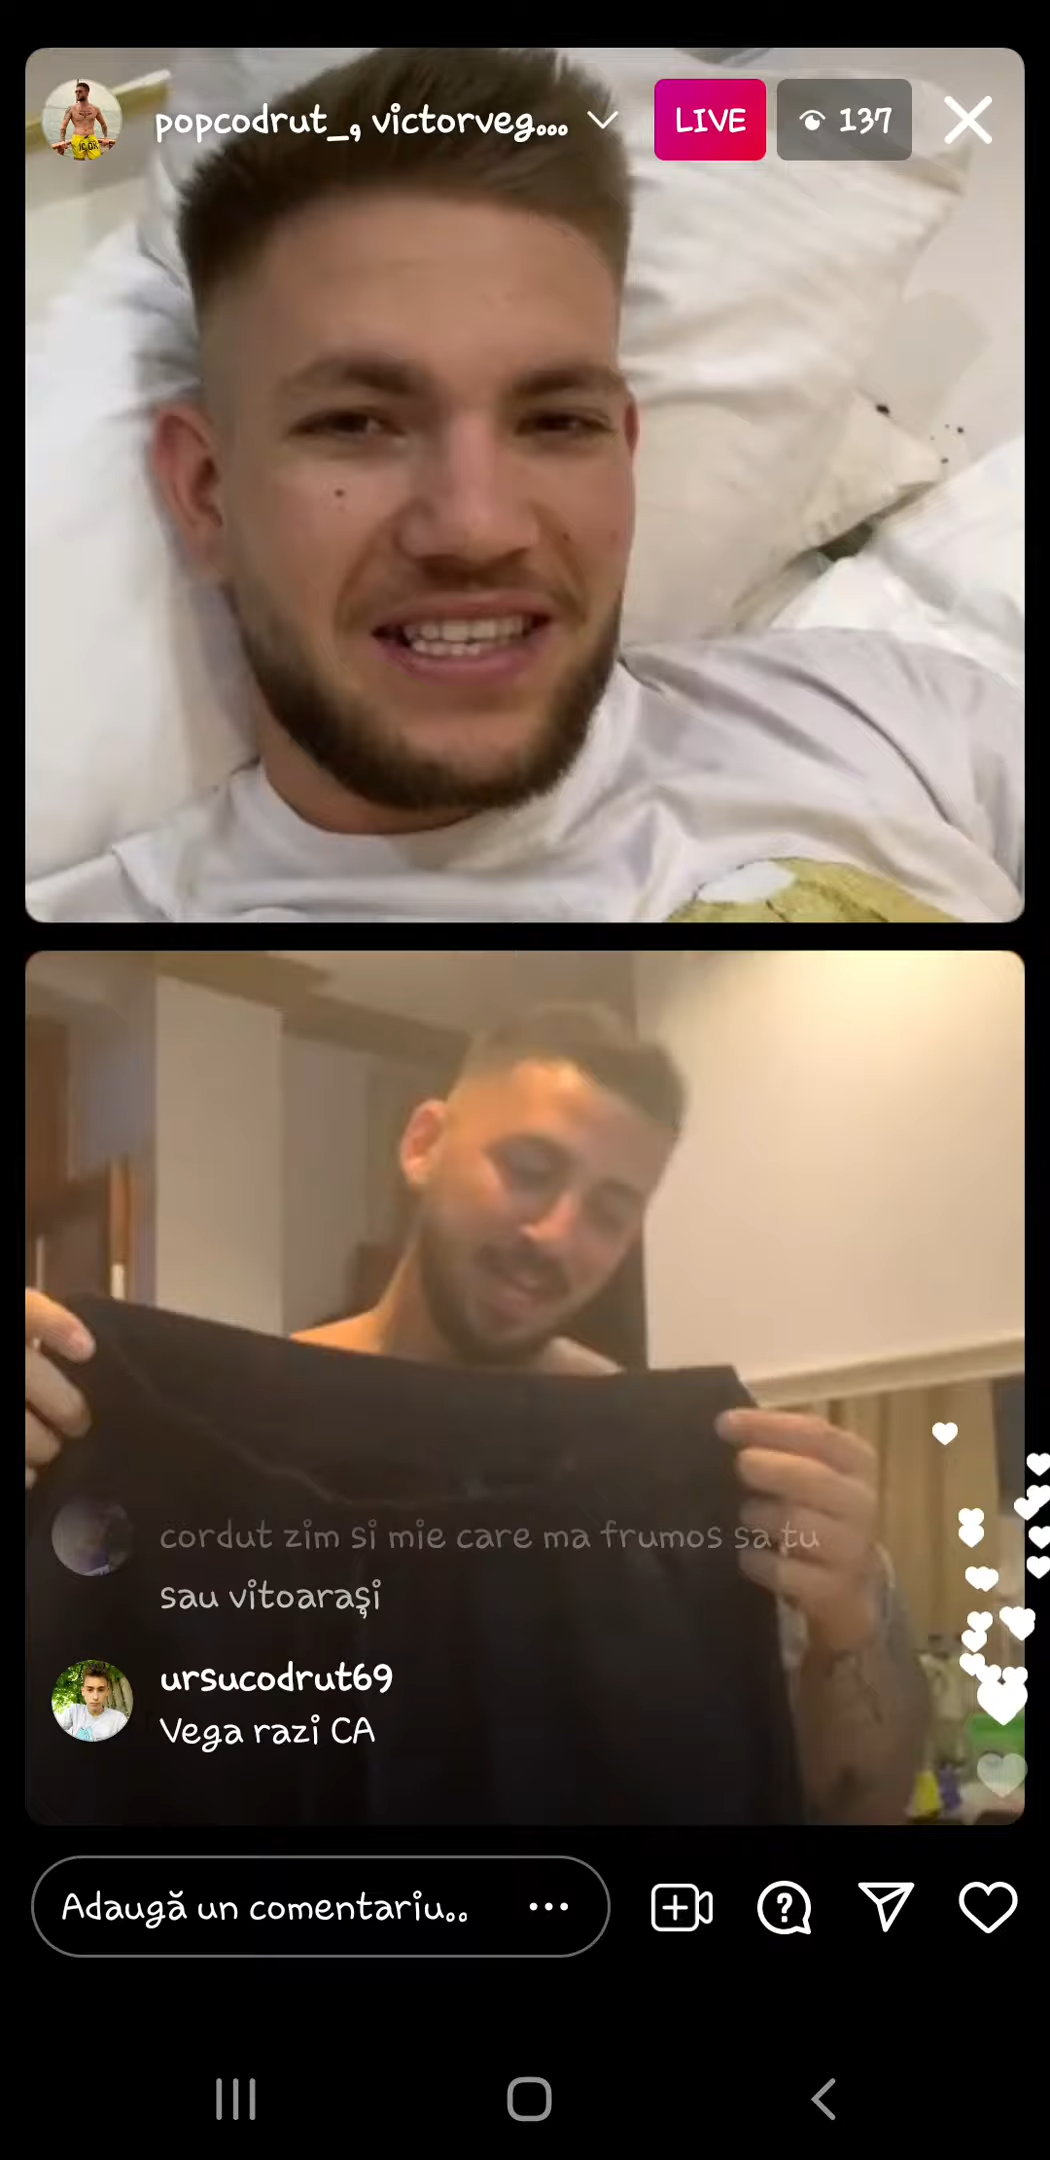 popcodrut_, victorveg...
LIVE
137
cordut zim si mie care ma frumos sa tu
sau vitoarași
ursucodrut69
Vega razi CA
Adaugă un comentariu..